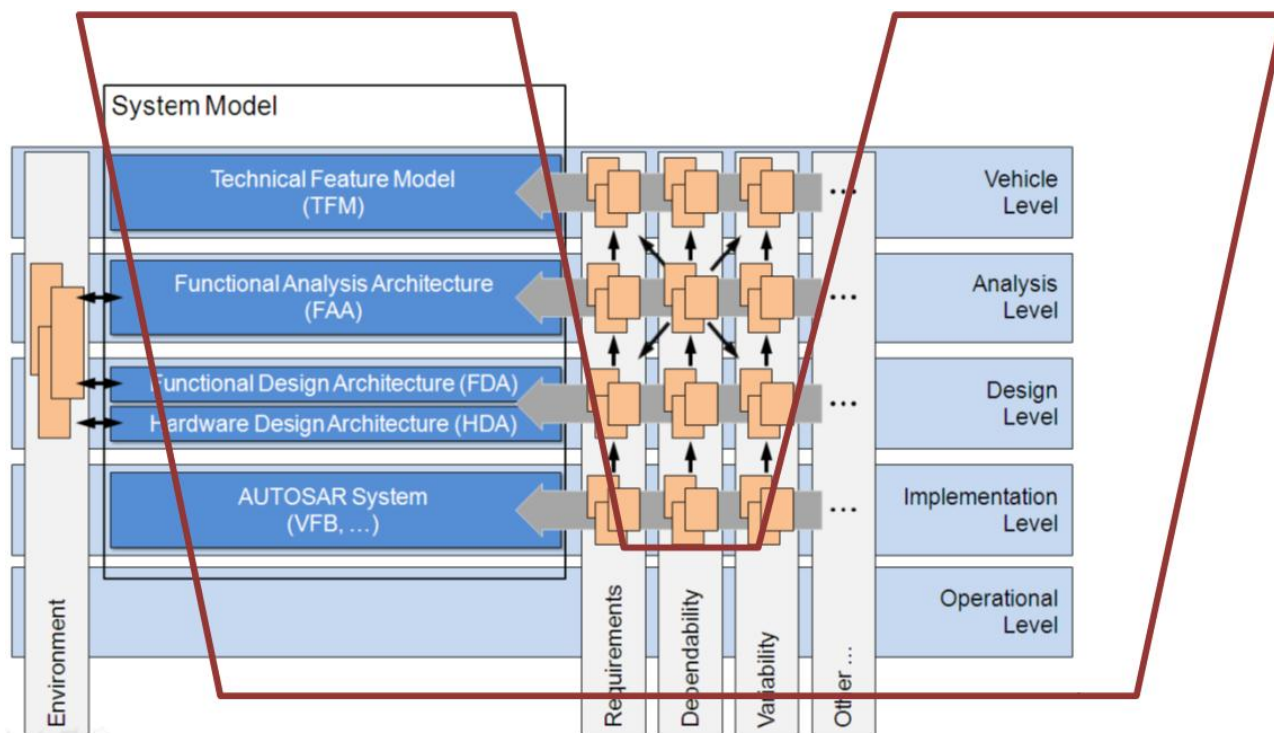 System Model
Technical Feature Model
(TFM)
Vehicle
Level
Functional Analysis Architecture
(FAA)
Analysis
Level
Functional Design Architecture (FDA)
Hardware Design Architecture (HDA)
Design
Level
AUTOSAR System
(VFB, ...)
Implementation
Level
Operational
Level
...
...
...
...
Environment
Requirements
Dependability
Variability
Other ...